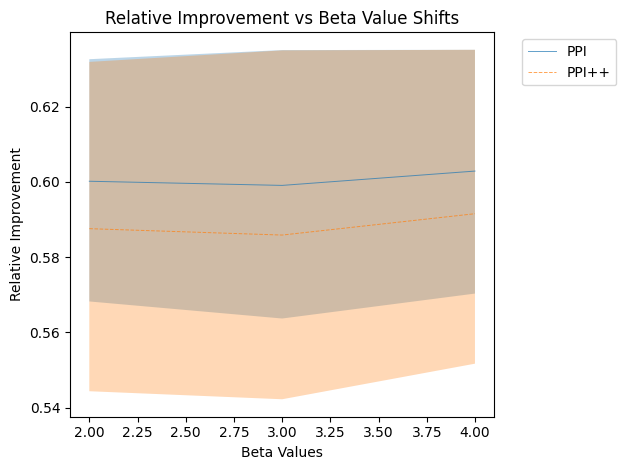 Relative Improvement vs Beta Value Shifts
PPI
PPI++
Relative Improvement
0.62
0.60
0.58
0.56
0.54
2.00 2.25 2.50 2.75 3.00 3.25 3.50 3.75 4.00
Beta Values